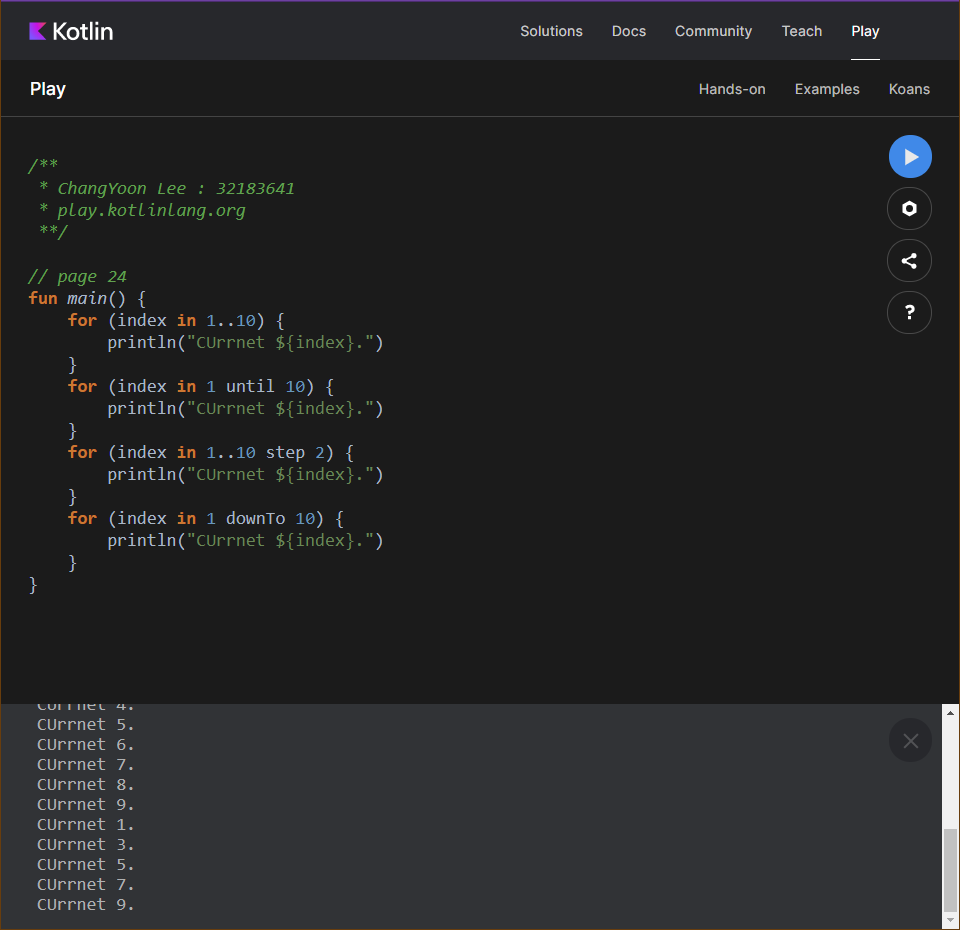 Kotlin
Solutions Docs Community Teach Play
Play
Hands-on Examples Koans
/**
 * ChangYoon Lee : 32183641
 * play.kotlinlang.org
 **/
// page 24
fun main() {
    for (index in 1..10) {
        println("CUrrnet ${index}.")
    }
    for (index in 1 until 10) {
        println("CUrrnet ${index}.")
    }
    for (index in 1..10 step 2) {
        println("CUrrnet ${index}.")
    }
    for (index in 1 downTo 10) {
        println("CUrrnet ${index}.")
    }
}
?
CUrrnet 4.
CUrrnet 5.
CUrrnet 6.
CUrrnet 7.
CUrrnet 8.
CUrrnet 9.
CUrrnet 1.
CUrrnet 3.
CUrrnet 5.
CUrrnet 7.
CUrrnet 9.